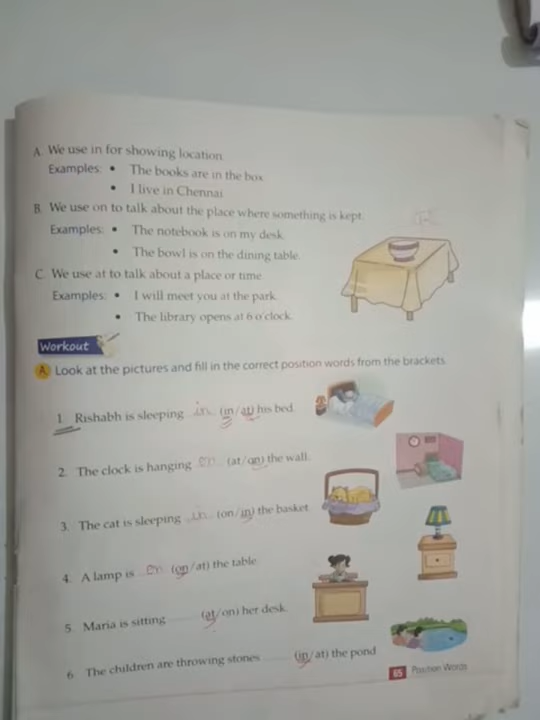 A. We use in for showing location.
Examples: • The books are in the box
• I live in Chennai
B. We use on to talk about the place where something is kept.
Examples: • The notebook is on my desk.
• The bowl is on the dining table.
C. We use at to talk about a place or time
Examples: • I will meet you at the park.
• The library opens at 6 o'clock.
Workout
A. Look at the pictures and fill in the correct position words from the brackets.
1. Rishabh is sleeping in (in/at) his bed.
2. The clock is hanging on (at/on) the wall.
3. The cat is sleeping in (on/in) the basket
4. A lamp is on (on/at) the table
5. Maria is sitting ...... (at/on) her desk.
6. The children are throwing stones ...... (in/at) the pond
65 Position Words